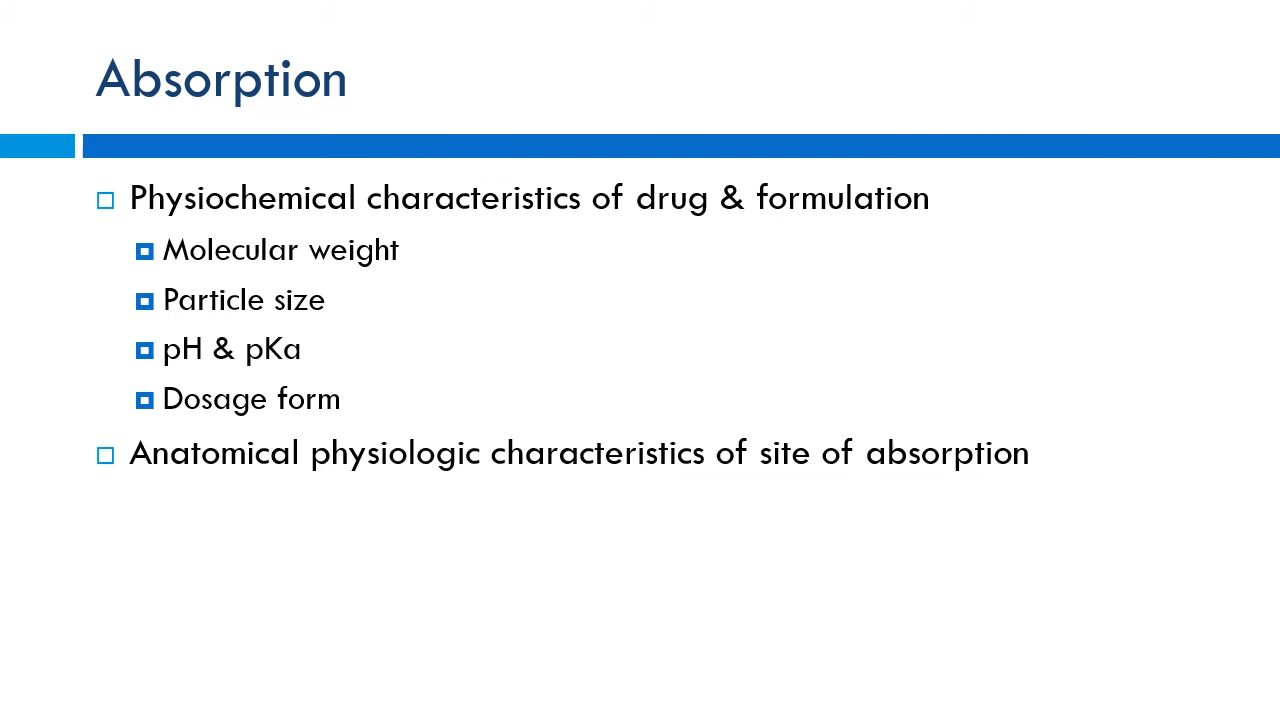 Absorption
Physiochemical characteristics of drug & formulation
Molecular weight
Particle size
pH & pKa
Dosage form
Anatomical physiologic characteristics of site of absorption